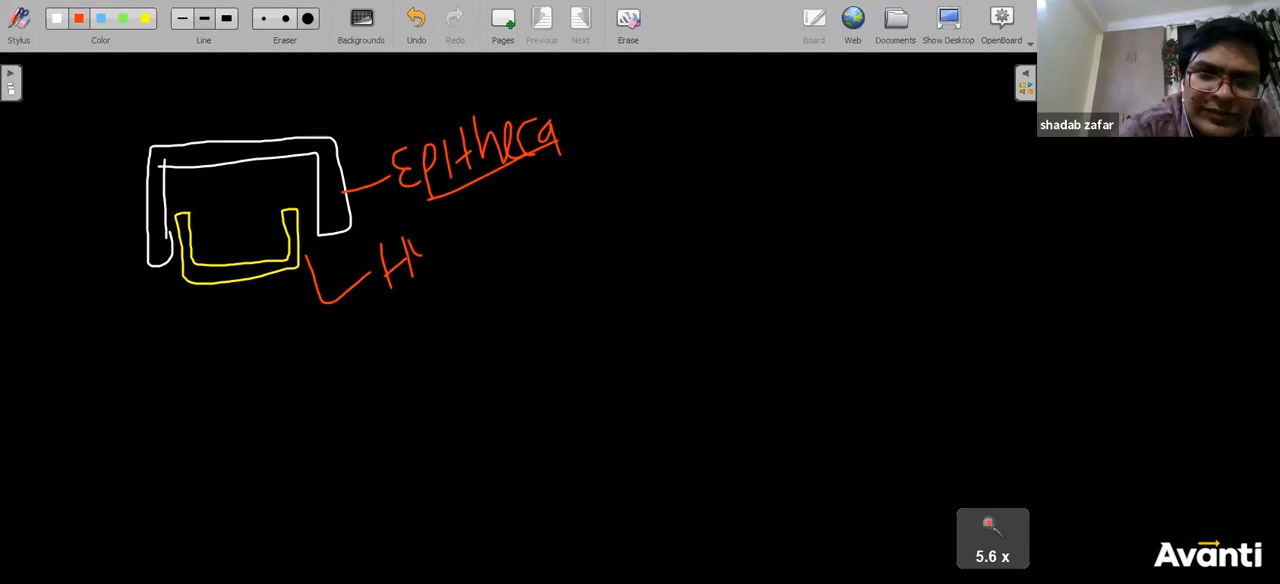 Stylus
Color
Line
Eraser
Backgrounds
Undo
Redo
Pages
Previous
Next
Erase
Board
Web
Documents
Show Desktop
OpenBoard
shadab zafar
Epitheca
5.6 x
Avanti